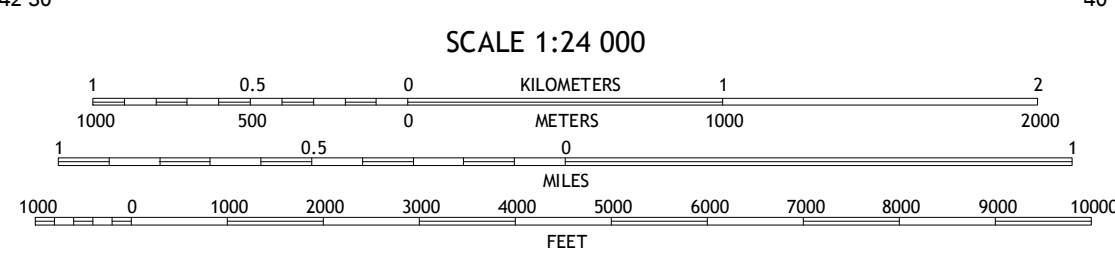 42'30"
40'
SCALE 1:24 000
1 0.5 0 KILOMETERS 1 2
1000 500 0 METERS 1000 2000
1 0.5 0 1
MILES
1000 0 1000 2000 3000 4000 5000 6000 7000 8000 9000 10000
FEET